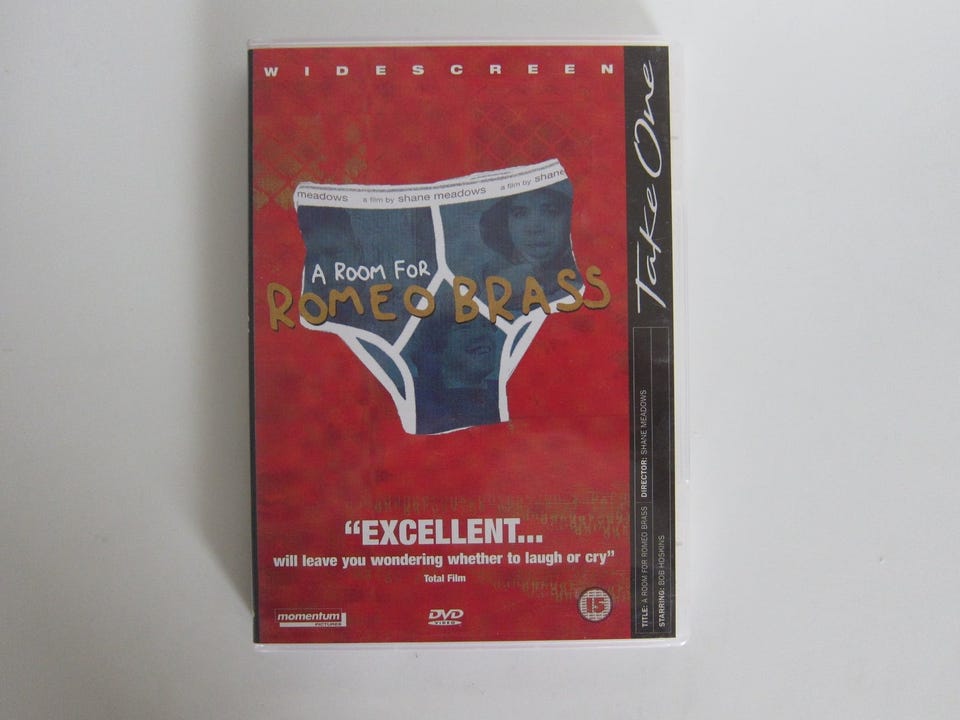 WIDESCREEN
meadows a film by shane meadows a film by shane
A ROOM FOR
ROMEO BRASS
"EXCELLENT...
will leave you wondering whether to laugh or cry"
Total Film
momentum
PICTURES
DVD
VIDEO
15
Take One
TITLE: A ROOM FOR ROMEO BRASS DIRECTOR: SHANE MEADOWS
STARRING: BOB HOSKINS